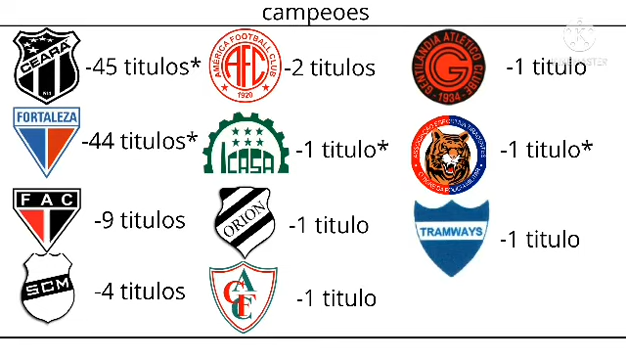 campeoes
CEARÁ
-45 titulos*
FORTALEZA
-44 titulos*
F A C
-9 titulos
SCM
-4 titulos
AMÉRICA FOOTBALL CLUB
AFC
1920
-2 titulos
ICASA
-1 titulo*
ORION
-1 titulo
-1 titulo
GENTILANDIA ATLÉTICO CLUBE
G
-1934-
-1 titulo
-1 titulo*
TRAMWAYS
-1 titulo